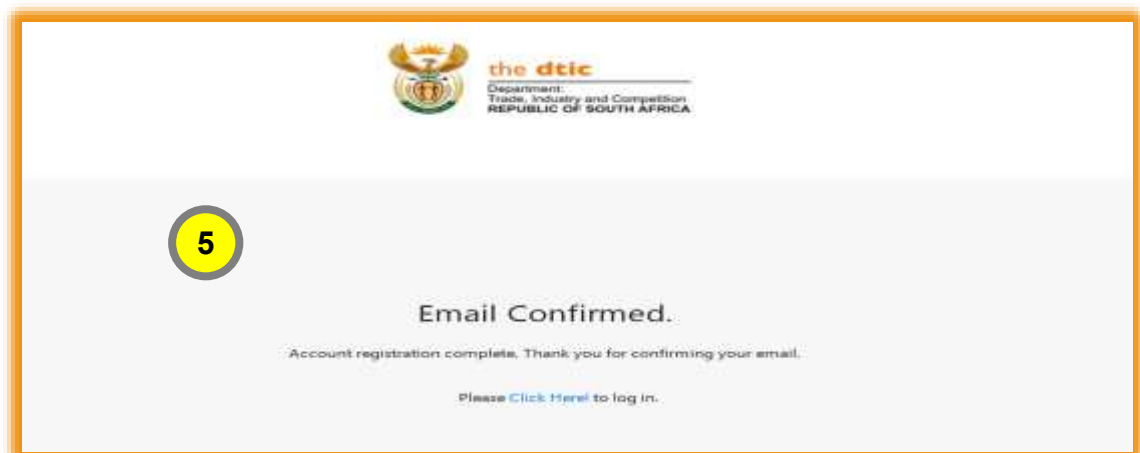 the dtic
Department:
Trade, Industry and Competition
REPUBLIC OF SOUTH AFRICA
5
Email Confirmed.
Account registration complete. Thank you for confirming your email.
Please Click Here! to log in.